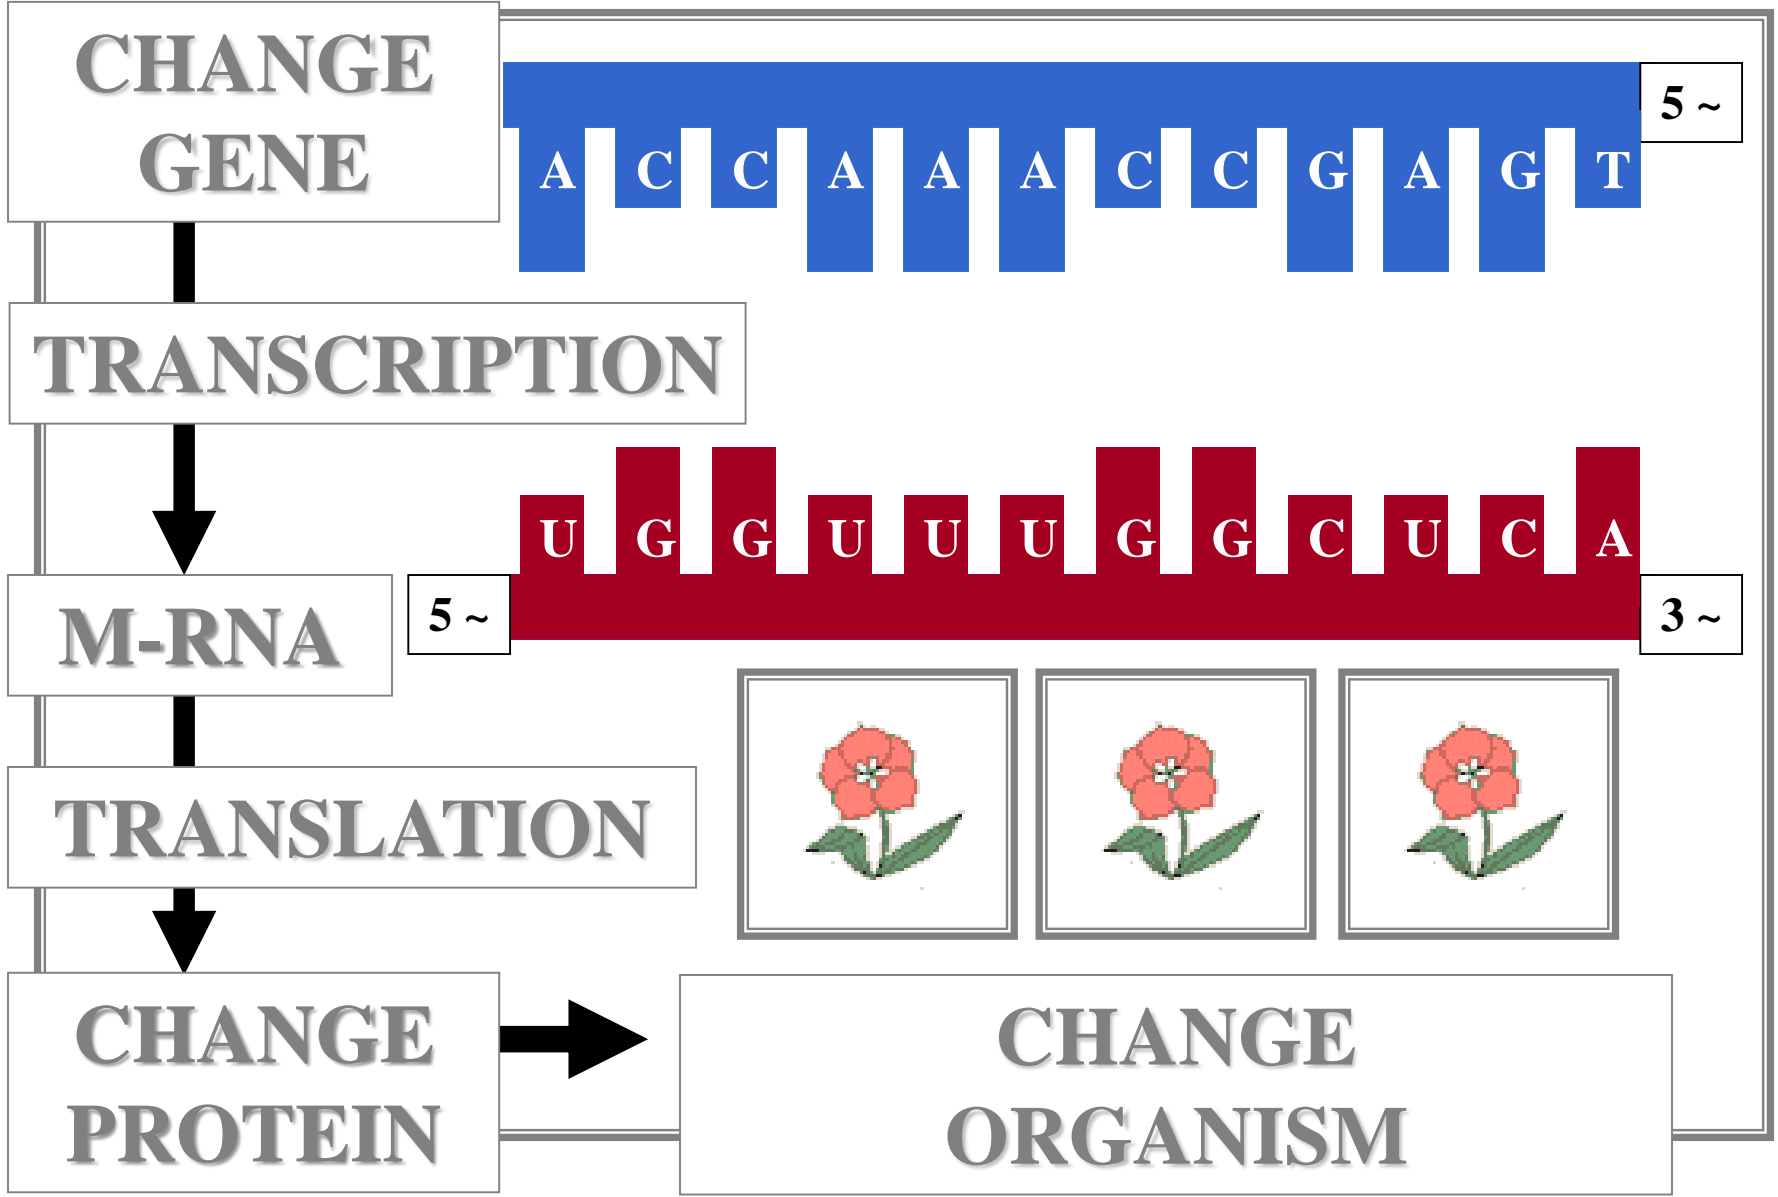 CHANGE
GENE
5 ~
A C C A A A C C G A G T
TRANSCRIPTION
U G G U U U G G C U C A
M-RNA
5 ~
3 ~
TRANSLATION
CHANGE
PROTEIN
CHANGE
ORGANISM